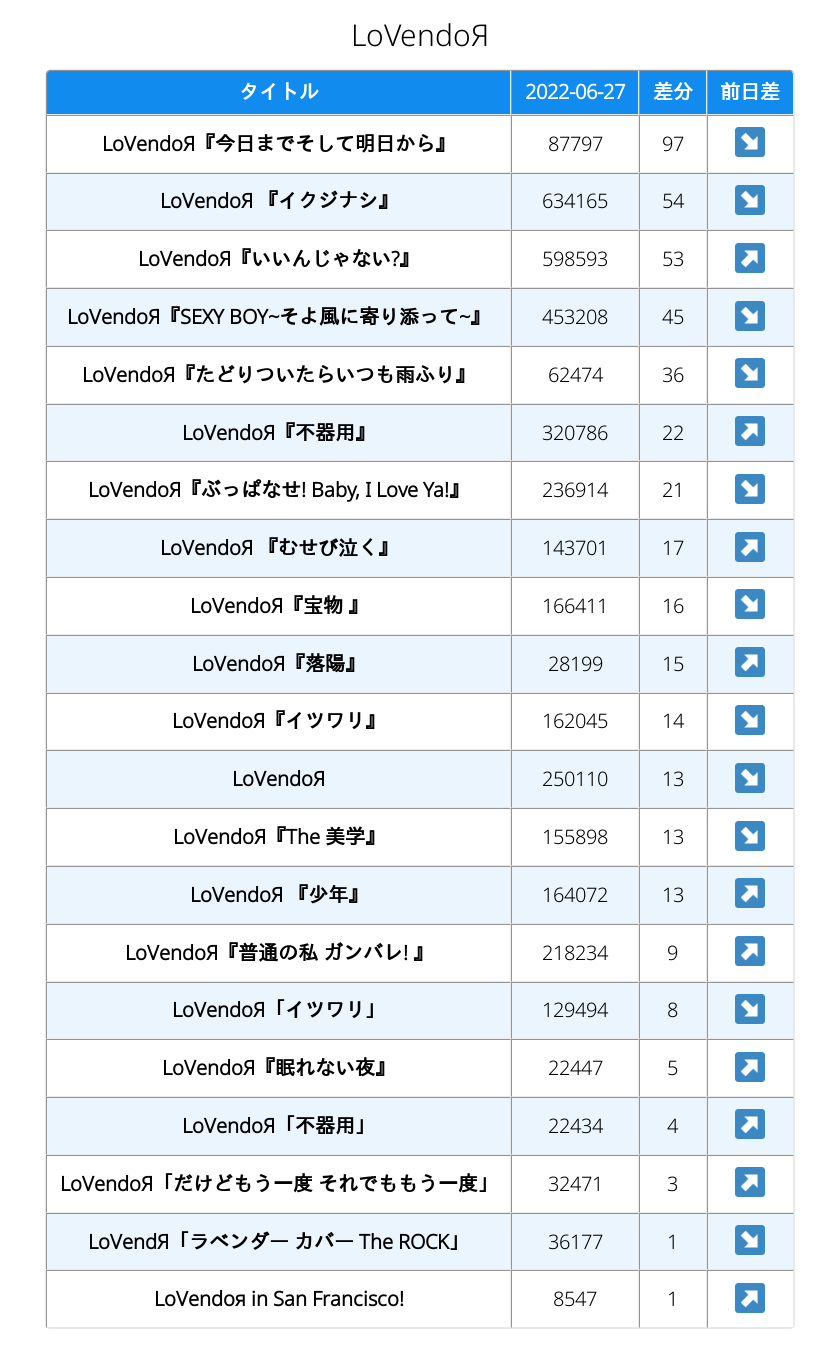 LoVendoЯ
タイトル 2022-06-27 差分 前日差
LoVendoЯ『今日までそして明日から』 87797 97 ↘
LoVendoЯ 『イクジナシ』 634165 54 ↘
LoVendoЯ『いいんじゃない?』 598593 53 ↗
LoVendoЯ『SEXY BOY~そよ風に寄り添って~』 453208 45 ↘
LoVendoЯ『たどりついたらいつも雨ふり』 62474 36 ↘
LoVendoЯ『不器用』 320786 22 ↗
LoVendoЯ『ぶっぱなせ! Baby, I Love Ya!』 236914 21 ↘
LoVendoЯ 『むせび泣く』 143701 17 ↗
LoVendoЯ『宝物 』 166411 16 ↘
LoVendoЯ『落陽』 28199 15 ↗
LoVendoЯ『イツワリ』 162045 14 ↘
LoVendoЯ 250110 13 ↘
LoVendoЯ『The 美学』 155898 13 ↘
LoVendoЯ 『少年』 164072 13 ↗
LoVendoЯ『普通の私 ガンバレ! 』 218234 9 ↗
LoVendoЯ「イツワリ」 129494 8 ↘
LoVendoЯ『眠れない夜』 22447 5 ↗
LoVendoЯ「不器用」 22434 4 ↗
LoVendoЯ「だけどもう一度 それでももう一度」 32471 3 ↗
LoVendЯ「ラベンダー カバー The ROCK」 36177 1 ↘
LoVendoя in San Francisco! 8547 1 ↗